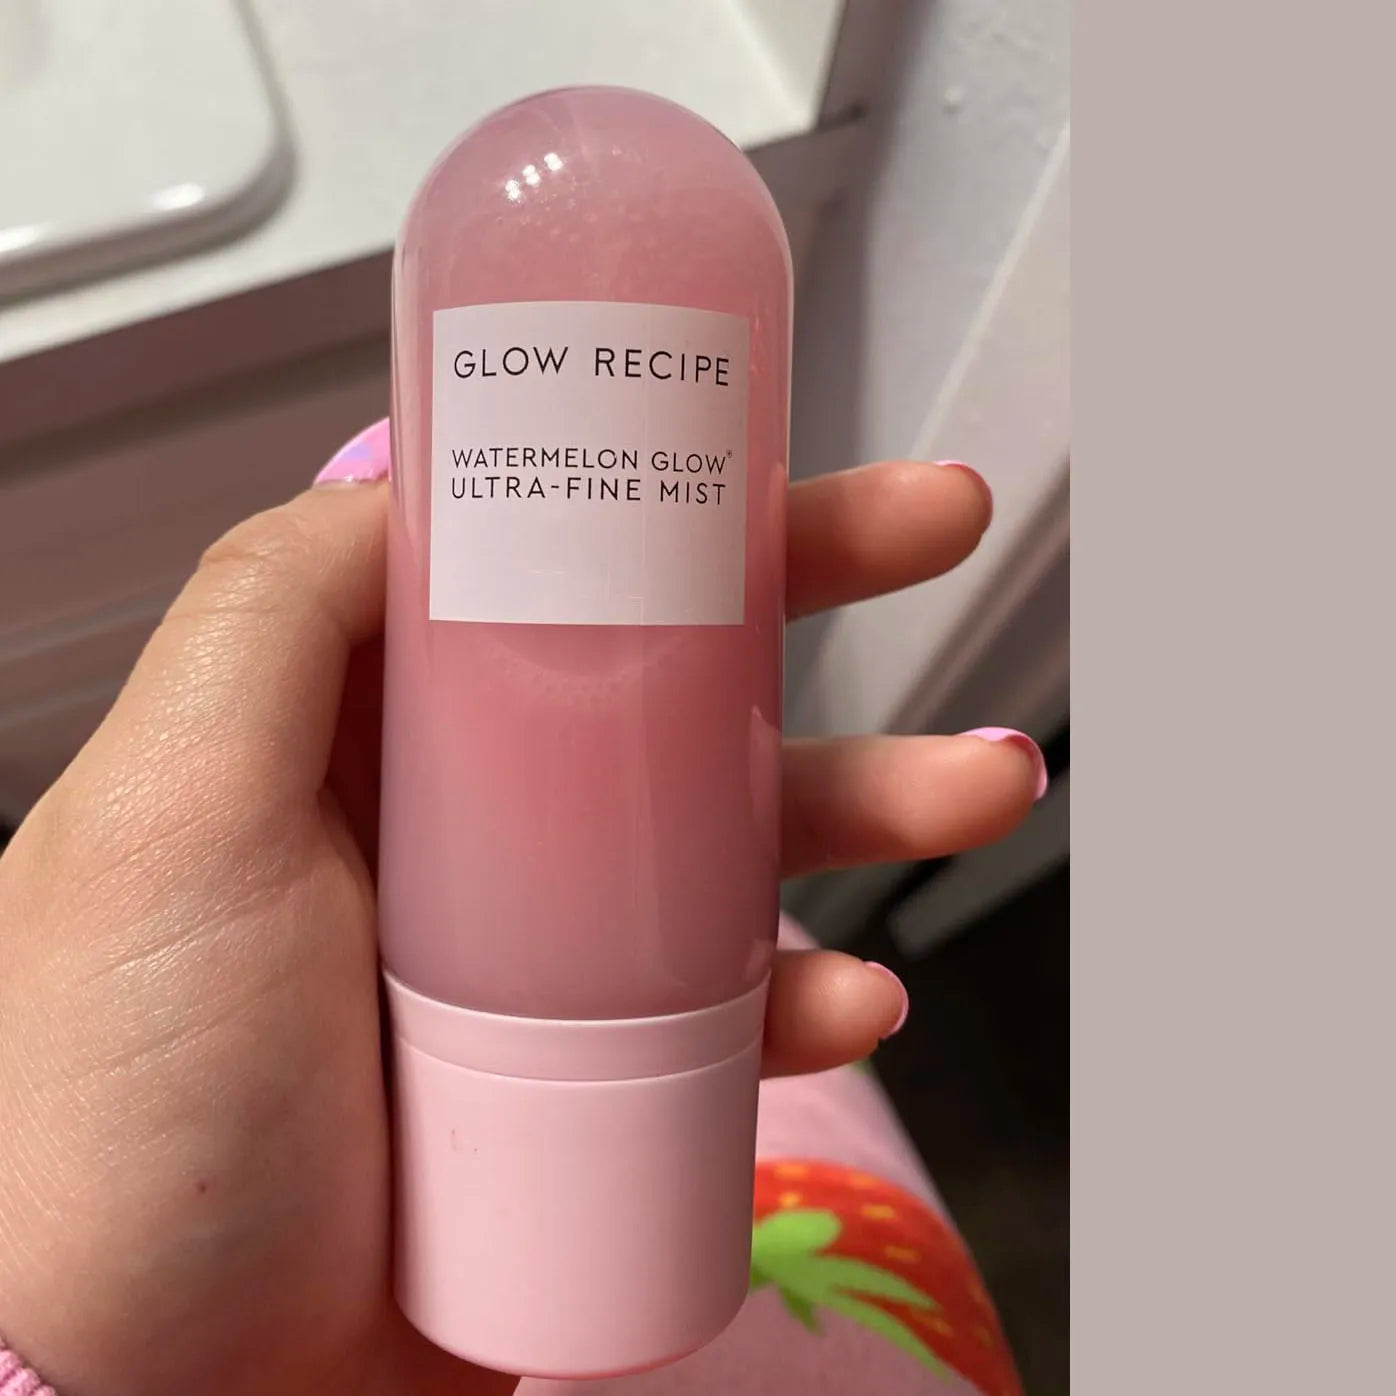 GLOW RECIPE
WATERMELON GLOW®
ULTRA-FINE MIST